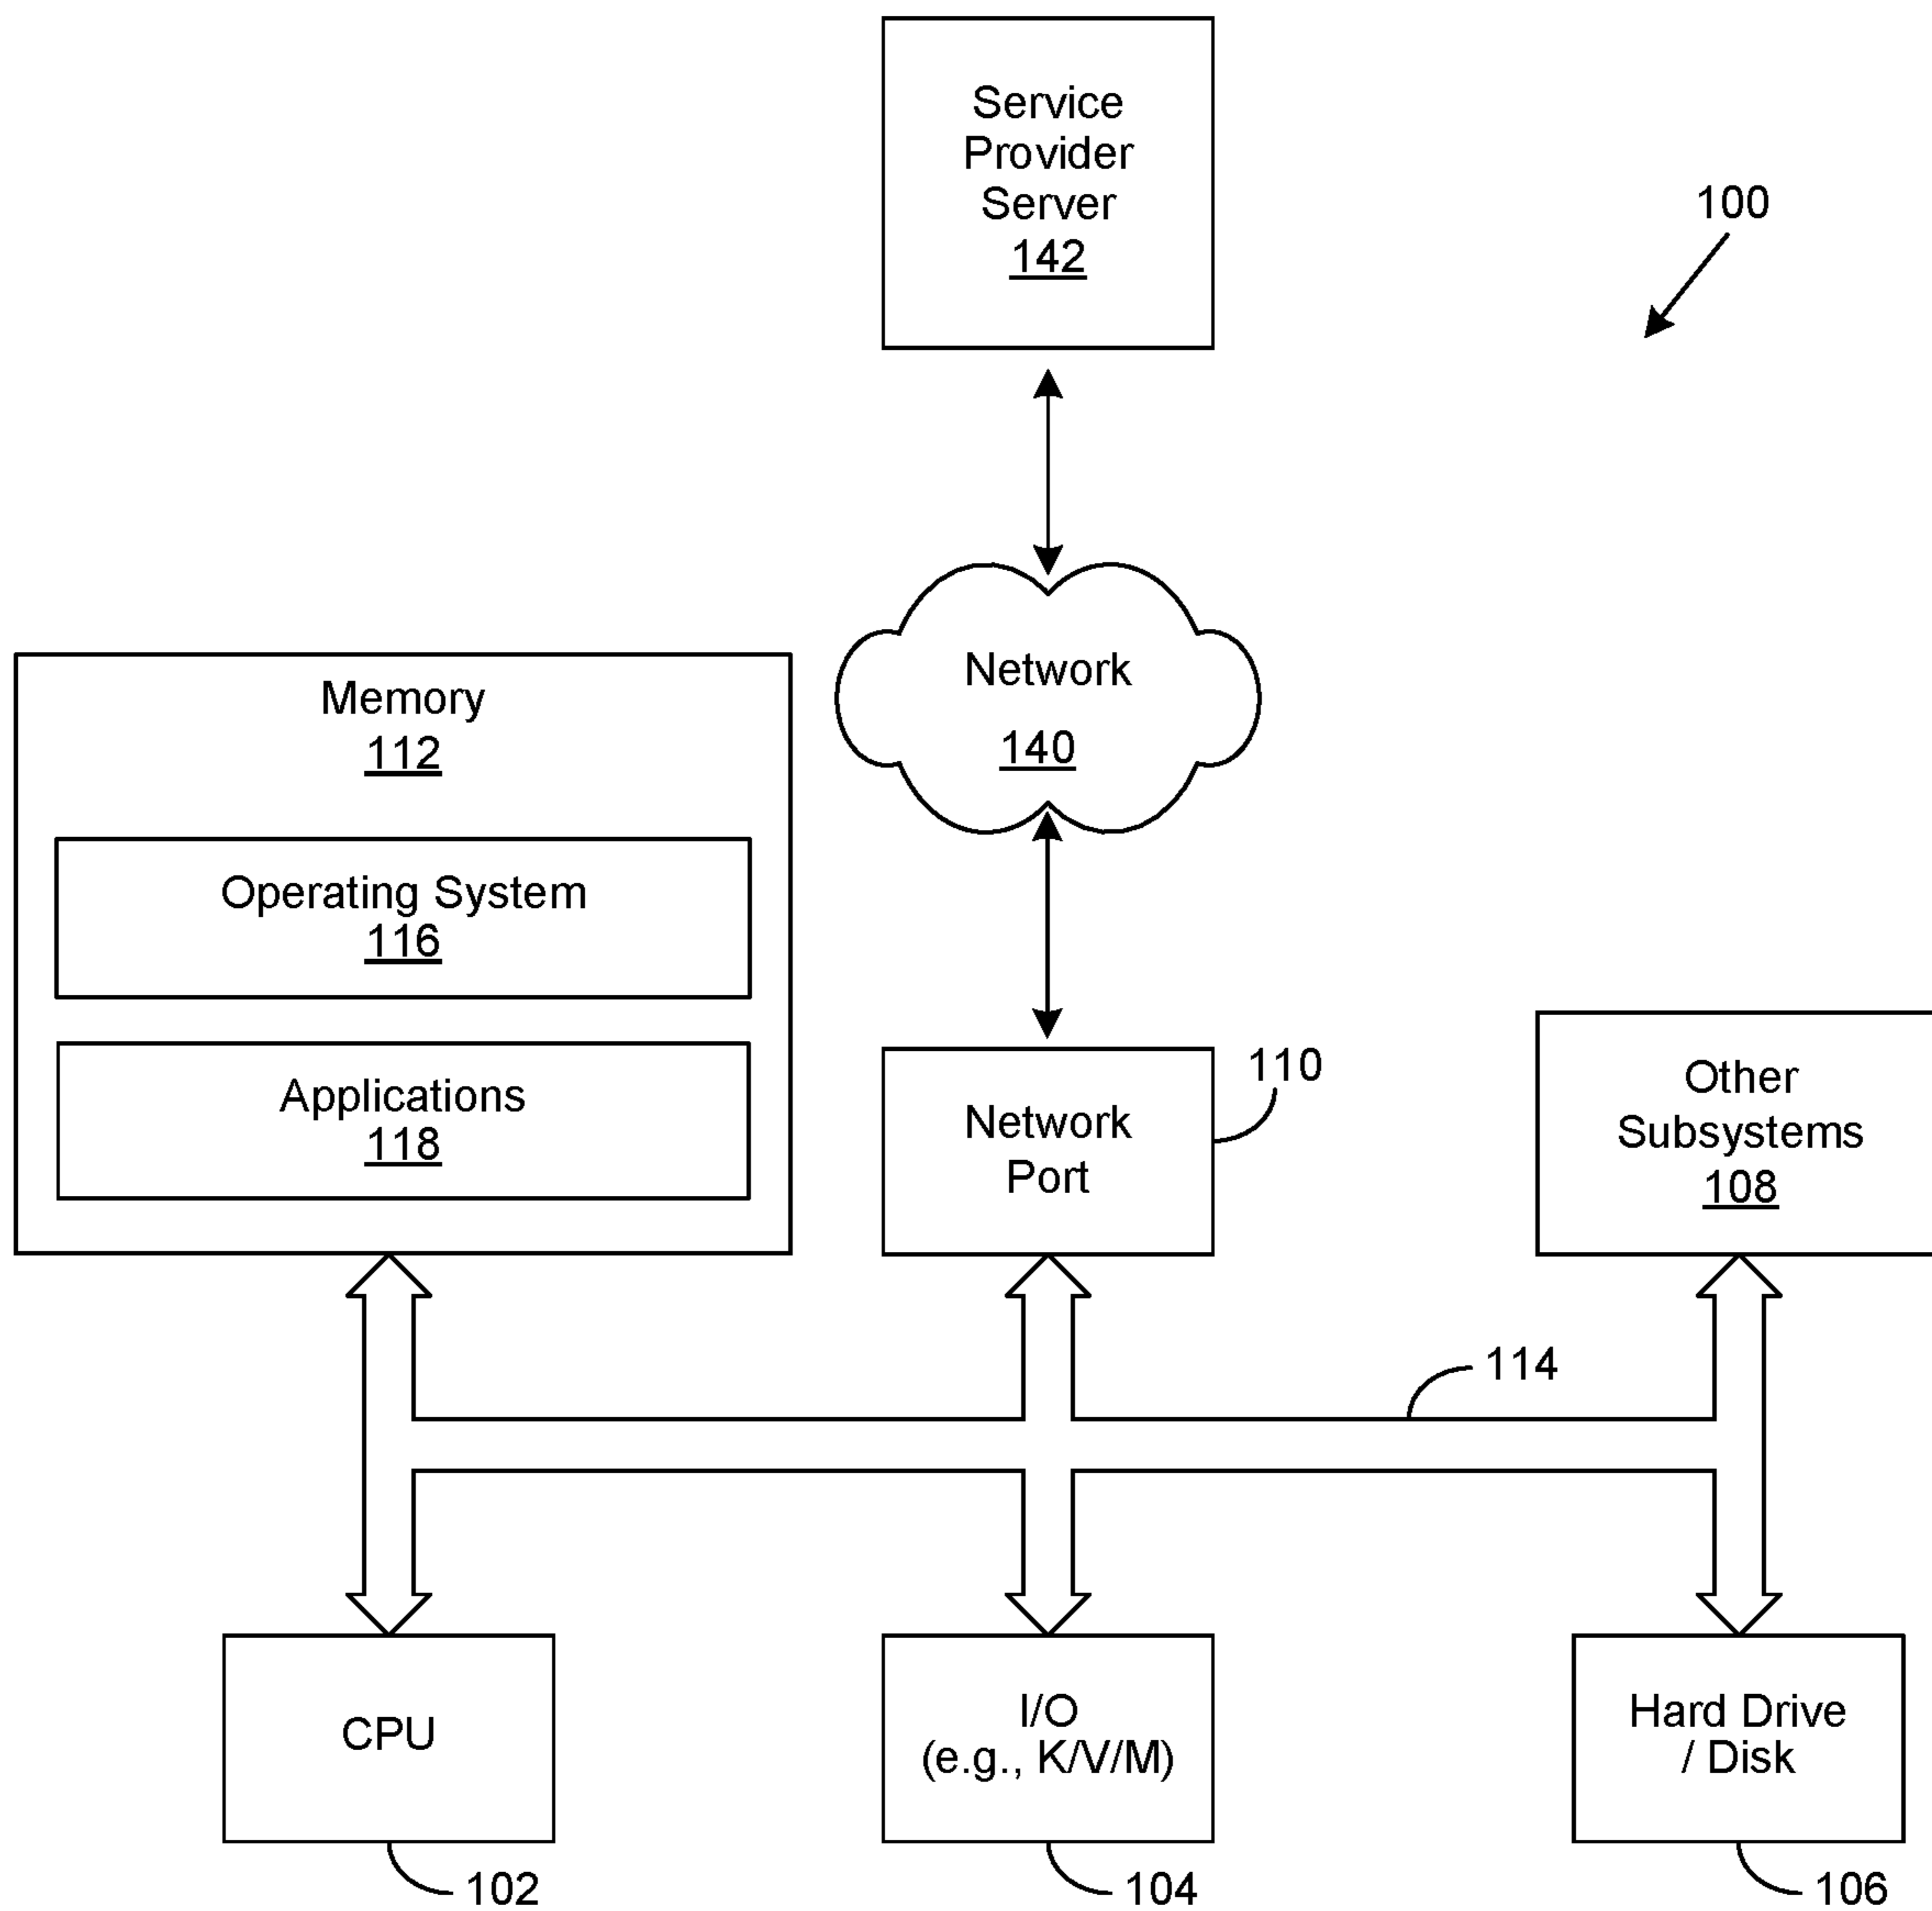 Service
Provider
Server
142
100
Network
140
Memory
112
Operating System
116
Applications
118
110
Network
Port
Other
Subsystems
108
114
CPU
I/O
(e.g., K/V/M)
Hard Drive
/ Disk
102
104
106